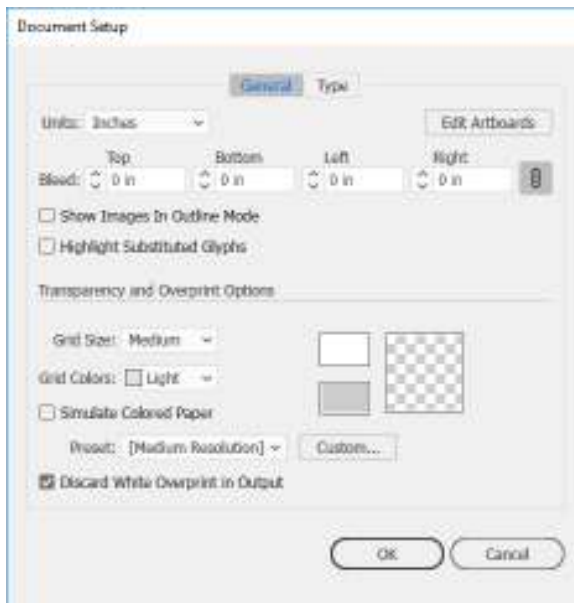 Document Setup
General Type
Units: Inches Edit Artboards
Top Bottom Left Right
Bleed: 0 in 0 in 0 in 0 in
Show Images In Outline Mode
Highlight Substituted Glyphs
Transparency and Overprint Options
Grid Size: Medium
Grid Colors: Light
Simulate Colored Paper
Preset: [Medium Resolution] Custom...
Discard White Overprint in Output
OK Cancel